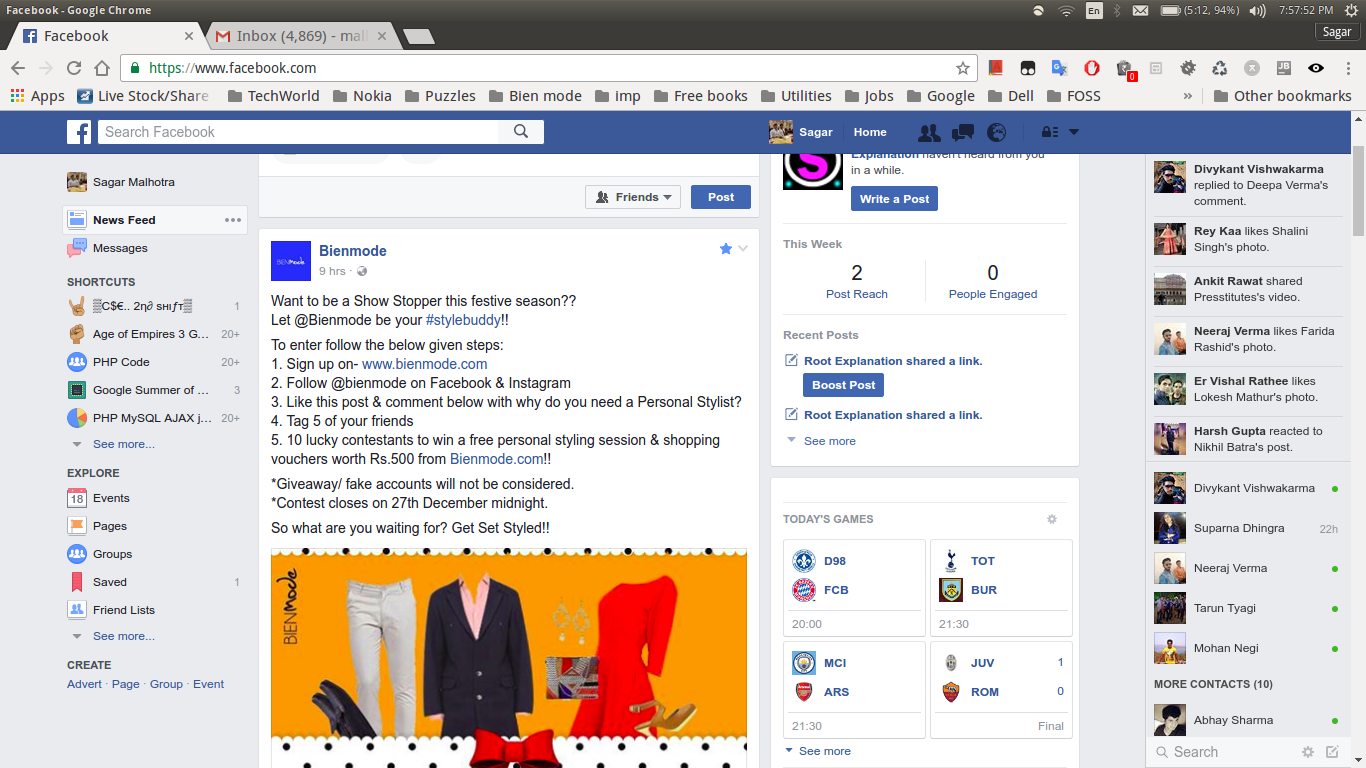 Facebook - Google Chrome
En
(5:12, 94%)
7:57:52 PM
Facebook
Inbox (4,869) - mal
Sagar
https://www.facebook.com
0
JB
Apps
Live Stock/Share
TechWorld
Nokia
Puzzles
Bien mode
imp
Free books
Utilities
Jobs
Google
Dell
FOSS
»
Other bookmarks
Search Facebook
Sagar
Home
Sagar Malhotra
News Feed
Messages
SHORTCUTS
▒C$€.. 2η∂ ѕнιƒт▒ 1
Age of Empires 3 G... 20+
PHP Code 20+
Google Summer of ... 3
PHP MySQL AJAX j... 20+
See more...
EXPLORE
18 Events
Pages
Groups
Saved 1
Friend Lists
See more...
CREATE
Advert · Page · Group · Event
Friends
Post
BIENmode
Bienmode
9 hrs ·
Want to be a Show Stopper this festive season??
Let @Bienmode be your #stylebuddy!!
To enter follow the below given steps:
1. Sign up on- www.bienmode.com
2. Follow @bienmode on Facebook & Instagram
3. Like this post & comment below with why do you need a Personal Stylist?
4. Tag 5 of your friends
5. 10 lucky contestants to win a free personal styling session & shopping
vouchers worth Rs.500 from Bienmode.com!!
*Giveaway/ fake accounts will not be considered.
*Contest closes on 27th December midnight.
So what are you waiting for? Get Set Styled!!
BIENMODE
S
Explanation haven't heard from you
in a while.
Write a Post
This Week
2
Post Reach
0
People Engaged
Recent Posts
Root Explanation shared a link.
Boost Post
Root Explanation shared a link.
See more
TODAY'S GAMES
D98
FCB
20:00
TOT
BUR
21:30
MCI
ARS
21:30
JUV 1
ROM 0
Final
See more
Divykant Vishwakarma
replied to Deepa Verma's
comment.
Rey Kaa likes Shalini
Singh's photo.
Ankit Rawat shared
Presstitutes's video.
Neeraj Verma likes Farida
Rashid's photo.
Er Vishal Rathee likes
Lokesh Mathur's photo.
Harsh Gupta reacted to
Nikhil Batra's post.
Divykant Vishwakarma
Suparna Dhingra 22h
Neeraj Verma
Tarun Tyagi
Mohan Negi
MORE CONTACTS (10)
Abhay Sharma
Search